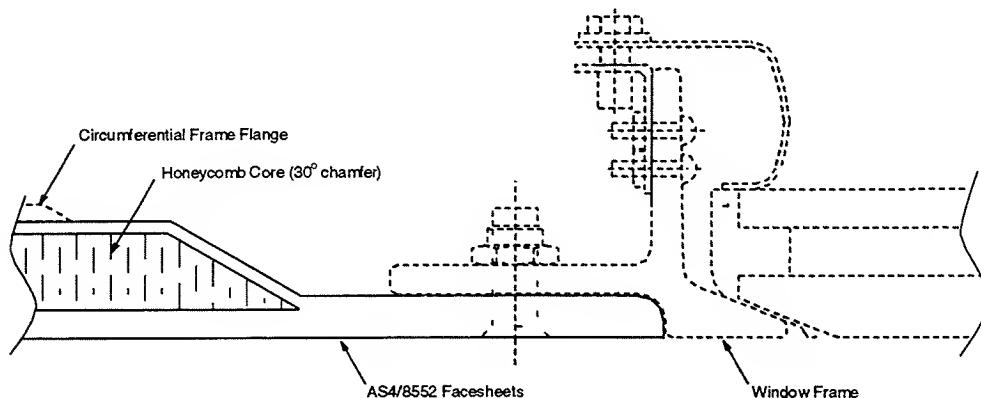 Circumferential Frame Flange
Honeycomb Core (30° chamfer)
AS4/8552 Facesheets
Window Frame